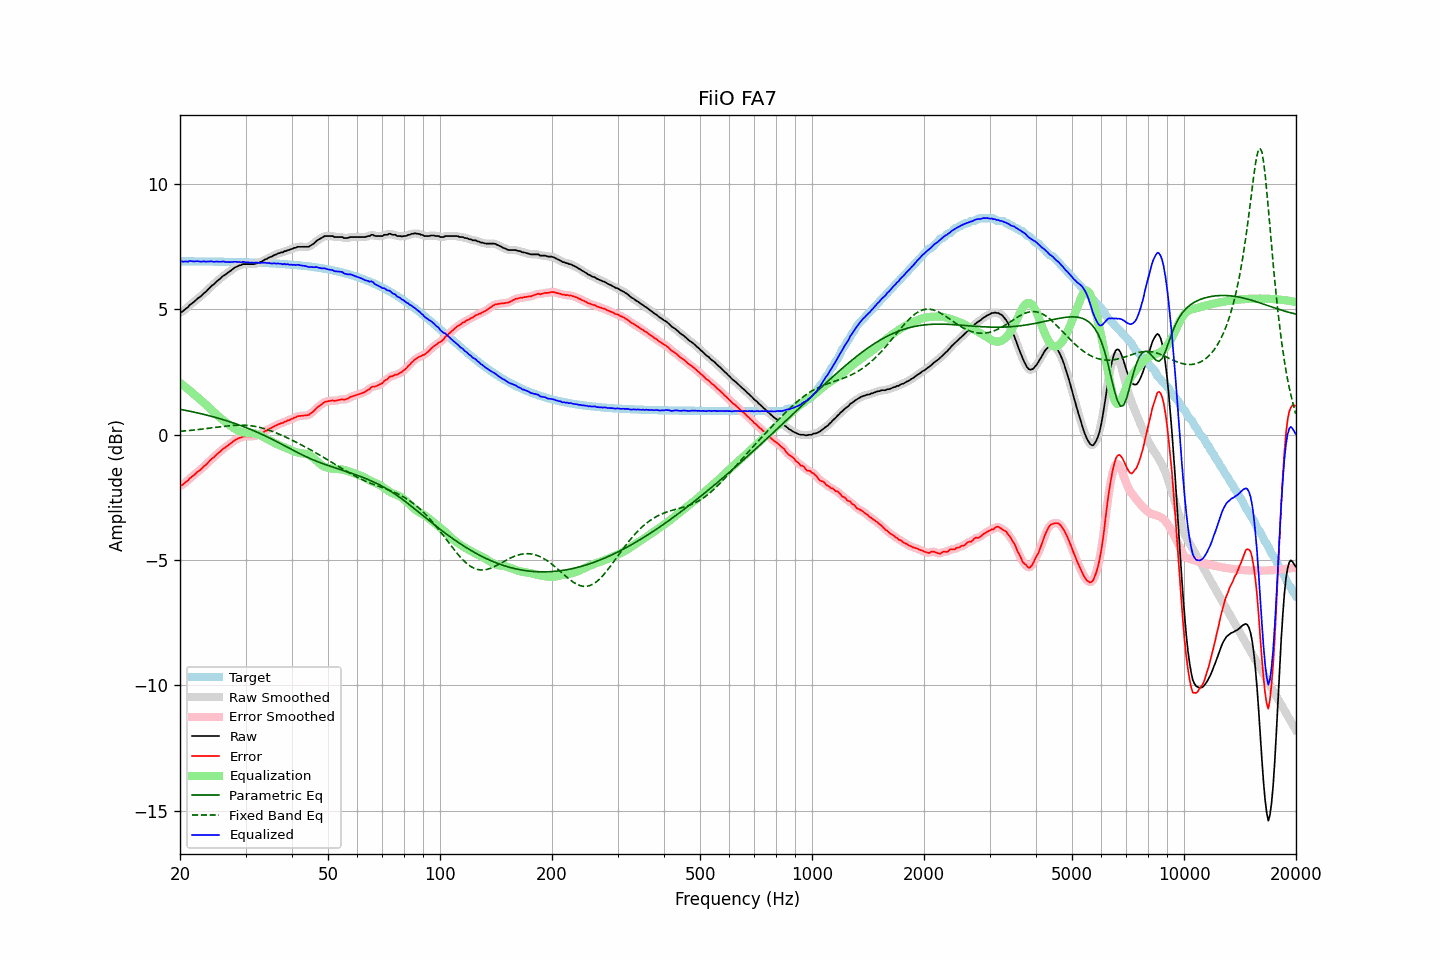 FiiO FA7
Amplitude (dBr)
10
5
0
−5
−10
−15
Target
Raw Smoothed
Error Smoothed
Raw
Error
Equalization
Parametric Eq
Fixed Band Eq
Equalized
20 50 100 200 500 1000 2000 5000 10000 20000
Frequency (Hz)